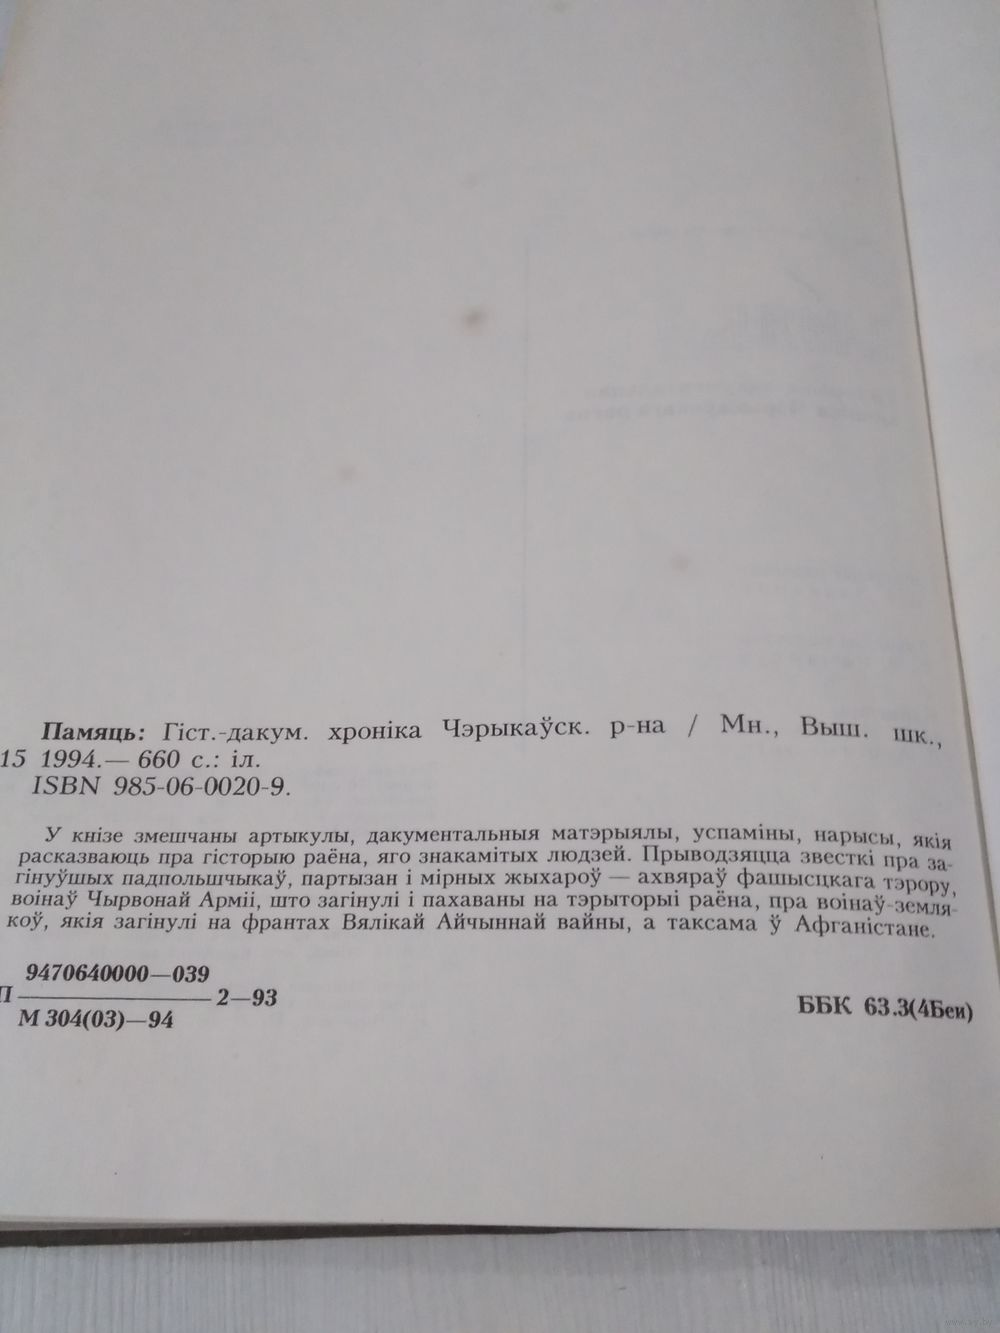 Памяць: Гіст.-дакум. хроніка Чэрыкаўск. р-на / Мн., Выш. шк.,
15 1994.— 660 с.: іл.
ISBN 985-06-0020-9.
У кнізе змешчаны артыкулы, дакументальныя матэрыялы, успаміны, нарысы, якія
расказваюць пра гісторыю раёна, яго знакамітых людзей. Прыводзяцца звесткі пра за-
гінуўшых падпольшчыкаў, партызан і мірных жыхароў — ахвяраў фашысцкага тэрору,
воінаў Чырвонай Арміі, што загінулі і пахаваны на тэрыторыі раёна, пра воінаў-земля-
коў, якія загінулі на франтах Вялікай Айчыннай вайны, а таксама ў Афганістане.
9470640000—039
П 2—93
М 304(03)—94
ББК 63.3(4Беи)